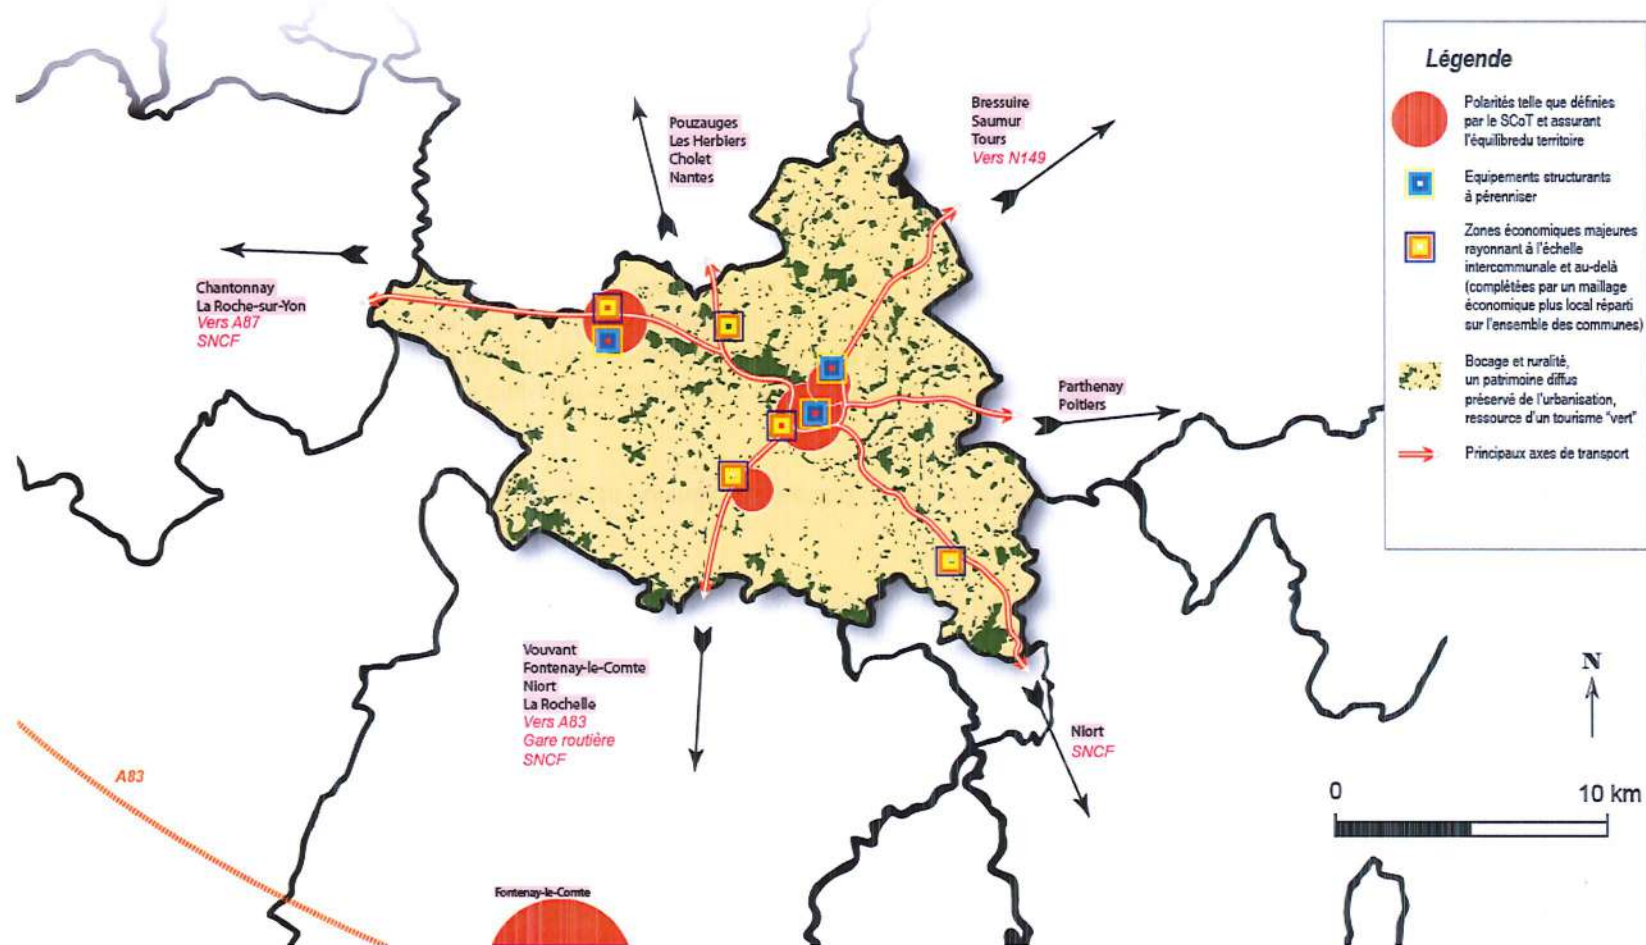 Pouzauges
Les Herbiers
Cholet
Nantes
Bressuire
Saumur
Tours
Vers N149
Chantonnay
La Roche-sur-Yon
Vers A87
SNCF
Parthenay
Poitiers
Vouvant
Fontenay-le-Comte
Niort
La Rochelle
Vers A83
Gare routière
SNCF
Niort
SNCF
A83
Fontenay-le-Comte
Légende
Polarités telle que définies
par le SCoT et assurant
l'équilibredu territoire
Equipements structurants
à pérenniser
Zones économiques majeures
rayonnant à l'échelle
intercommunale et au-delà
(complétées par un maillage
économique plus local réparti
sur l'ensemble des communes)
Bocage et ruralité,
un patrimoine diffus
préservé de l'urbanisation,
ressource d'un tourisme "vert"
Principaux axes de transport
N
0 10 km